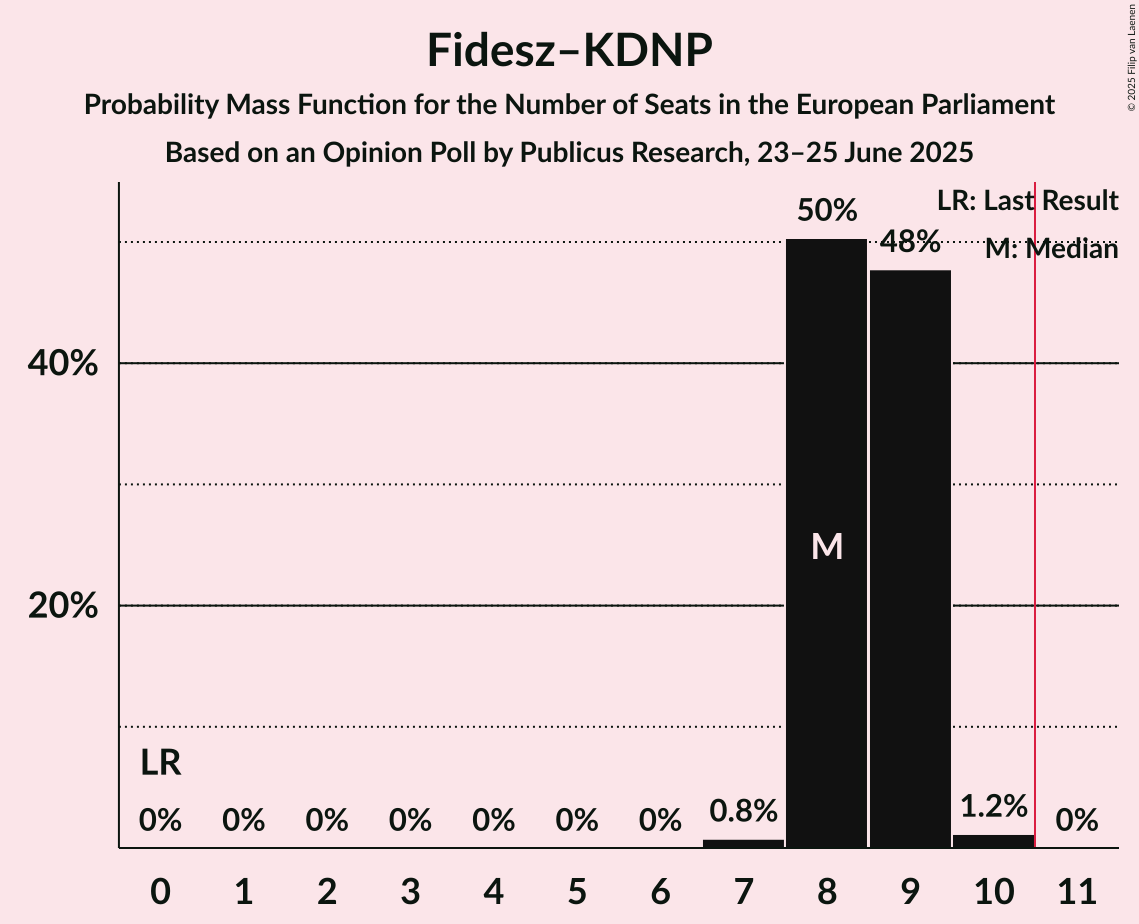 Fidesz–KDNP
Probability Mass Function for the Number of Seats in the European Parliament
Based on an Opinion Poll by Publicus Research, 23–25 June 2025
© 2025 Filip van Laenen
LR: Last Result
M: Median
50%
48%
40%
M
20%
LR
0% 0% 0% 0% 0% 0% 0% 0.8% 1.2% 0%
0 1 2 3 4 5 6 7 8 9 10 11